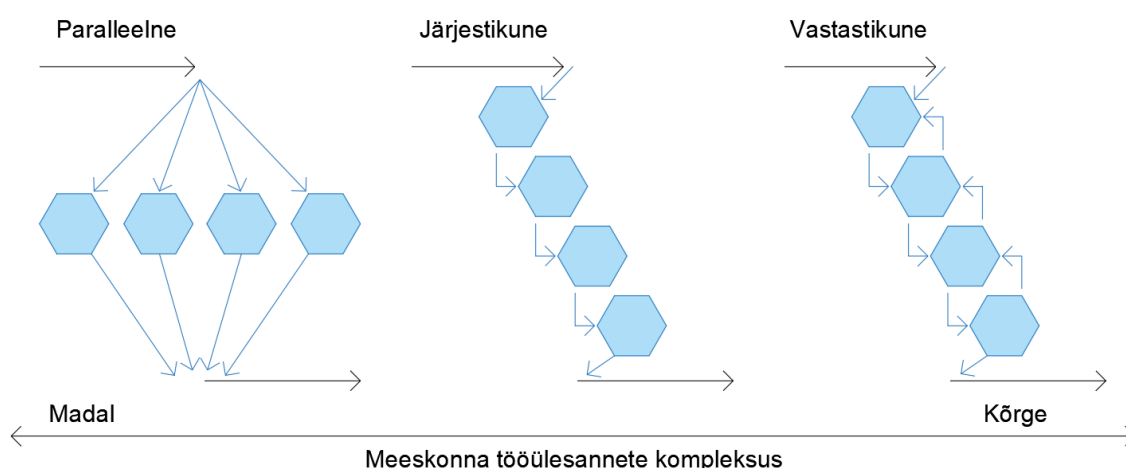 Paralleelne
Järjestikune
Vastastikune
Madal
Kõrge
Meeskonna tööülesannete kompleksus